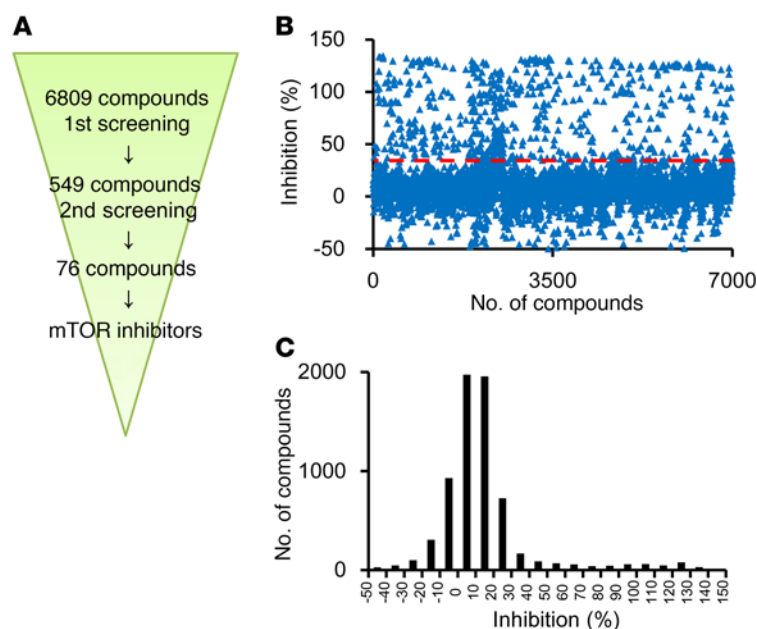 A
6809 compounds
1st screening
↓
549 compounds
2nd screening
↓
76 compounds
↓
mTOR inhibitors
B
Inhibition (%)
150
100
50
0
-50
0
3500
7000
No. of compounds
C
No. of compounds
2000
1000
0
-50
-40
-30
-20
-10
0
10
20
30
40
50
60
70
80
90
100
110
120
130
140
150
Inhibition (%)